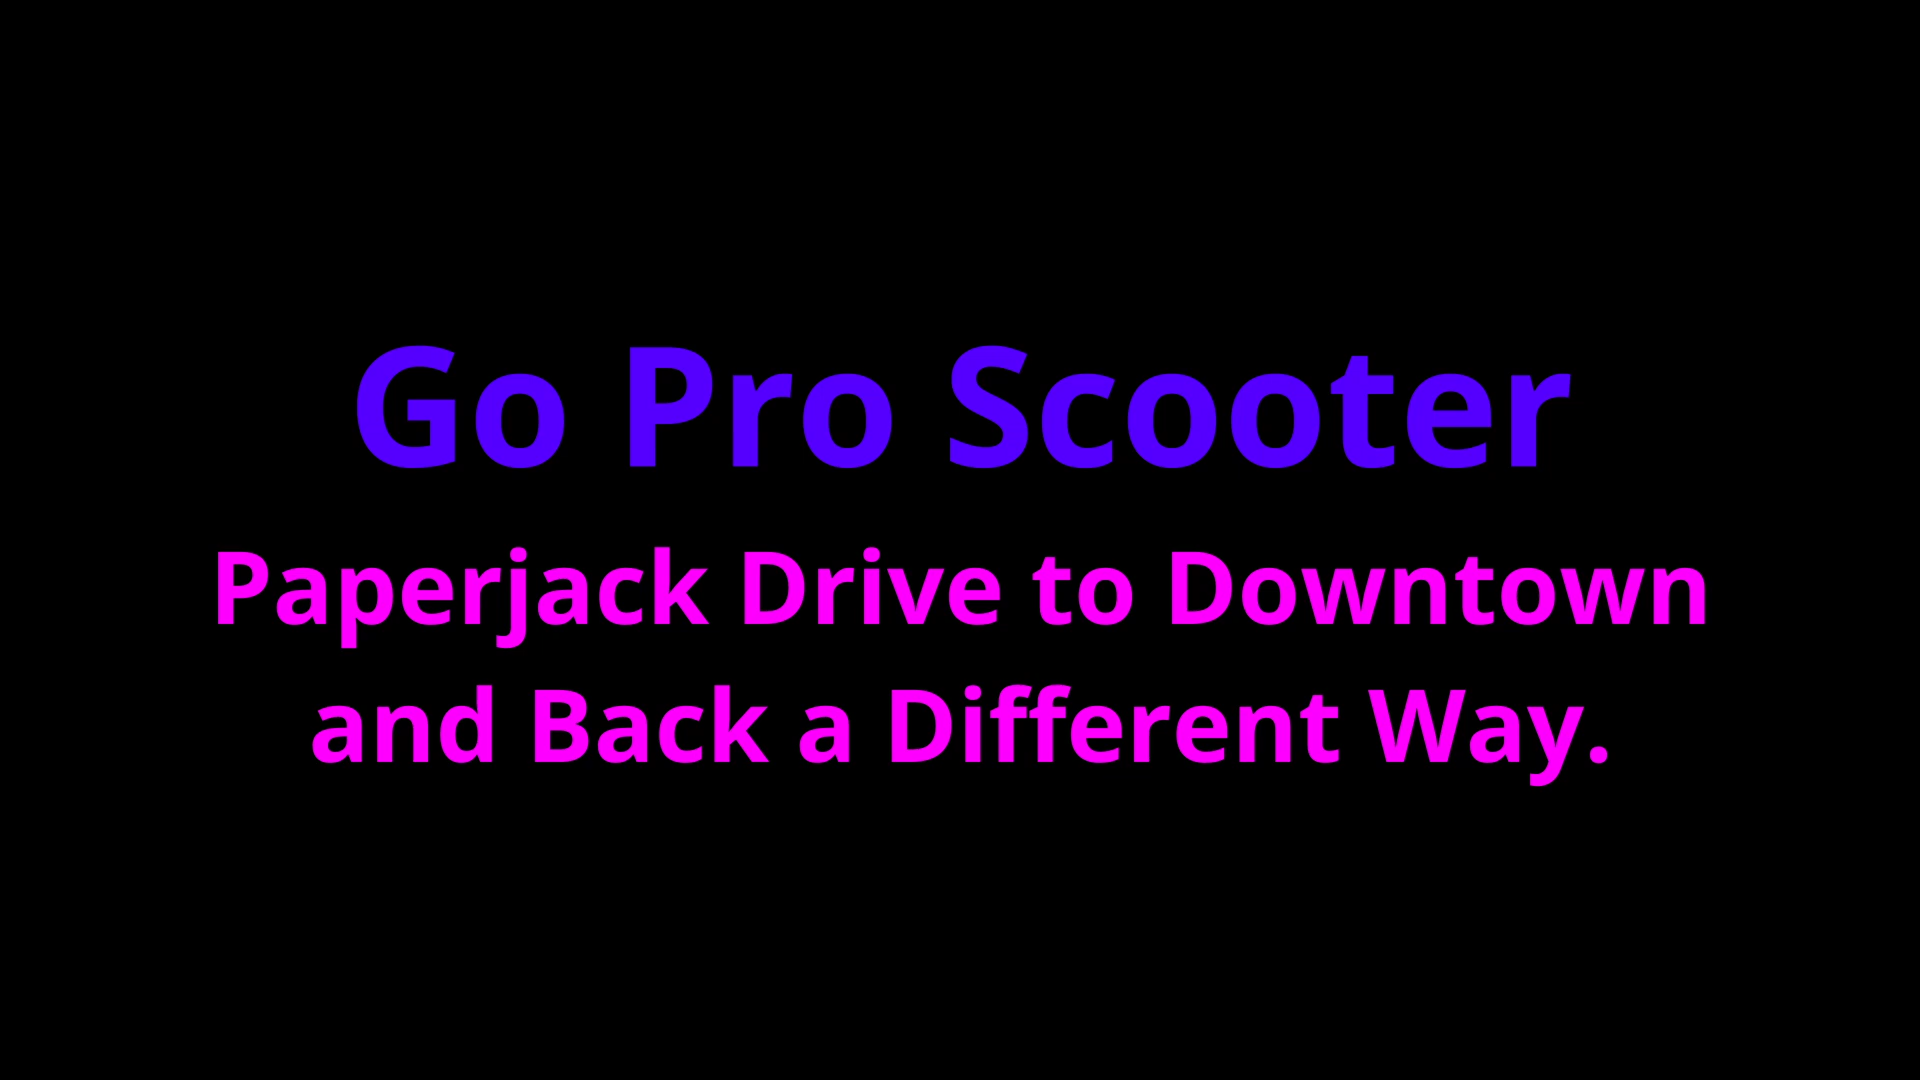 Go Pro Scooter
Paperjack Drive to Downtown
and Back a Different Way.